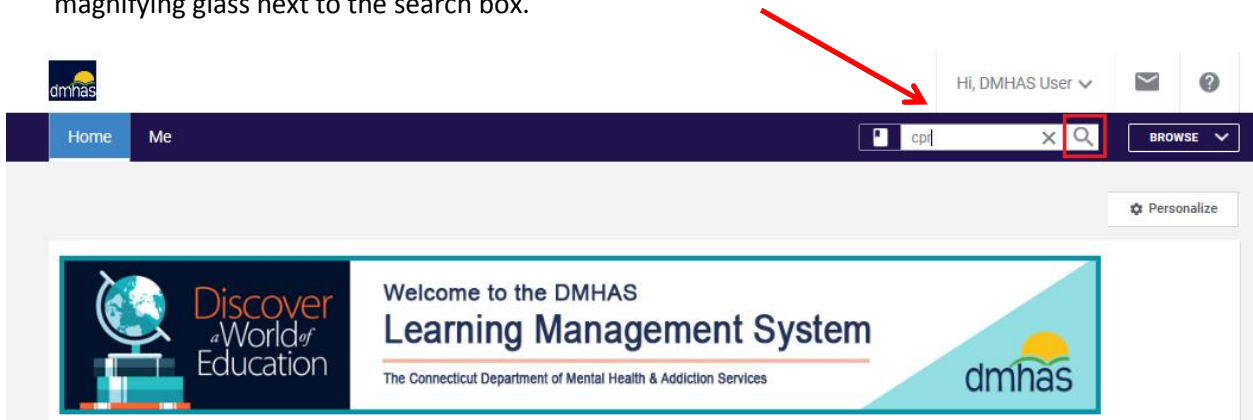 magnifying glass next to the search box.
dmhas
Hi, DMHAS User
Home Me cpr BROWSE
Personalize
Discover
a World of
Education
Welcome to the DMHAS
Learning Management System
The Connecticut Department of Mental Health & Addiction Services
dmhas